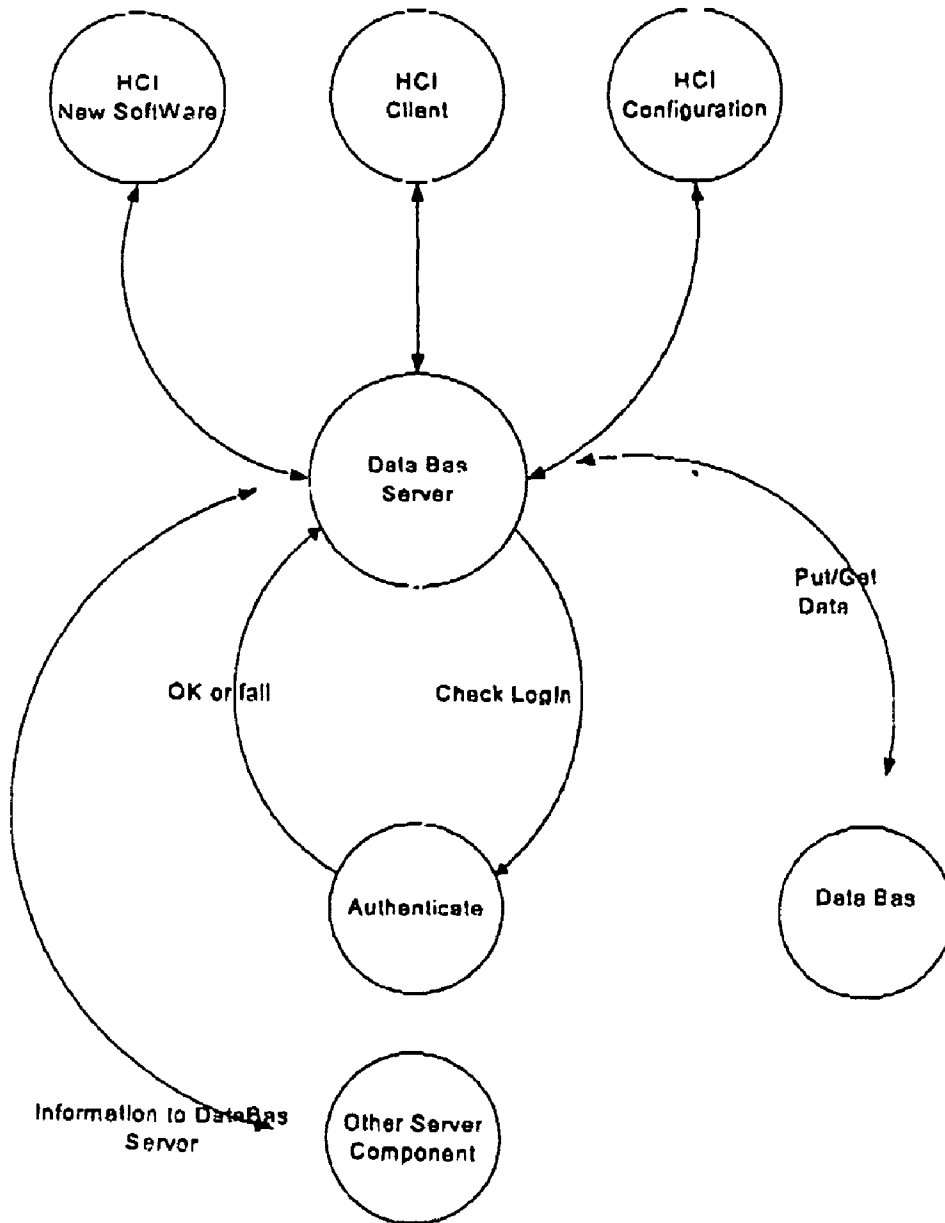 HCI
New SoftWare
HCI
Client
HCI
Configuration
Data Bas
Server
Put/Get
Data
OK or fail
Check LogIn
Authenticate
Data Bas
Information to DataBas
Server
Other Server
Component